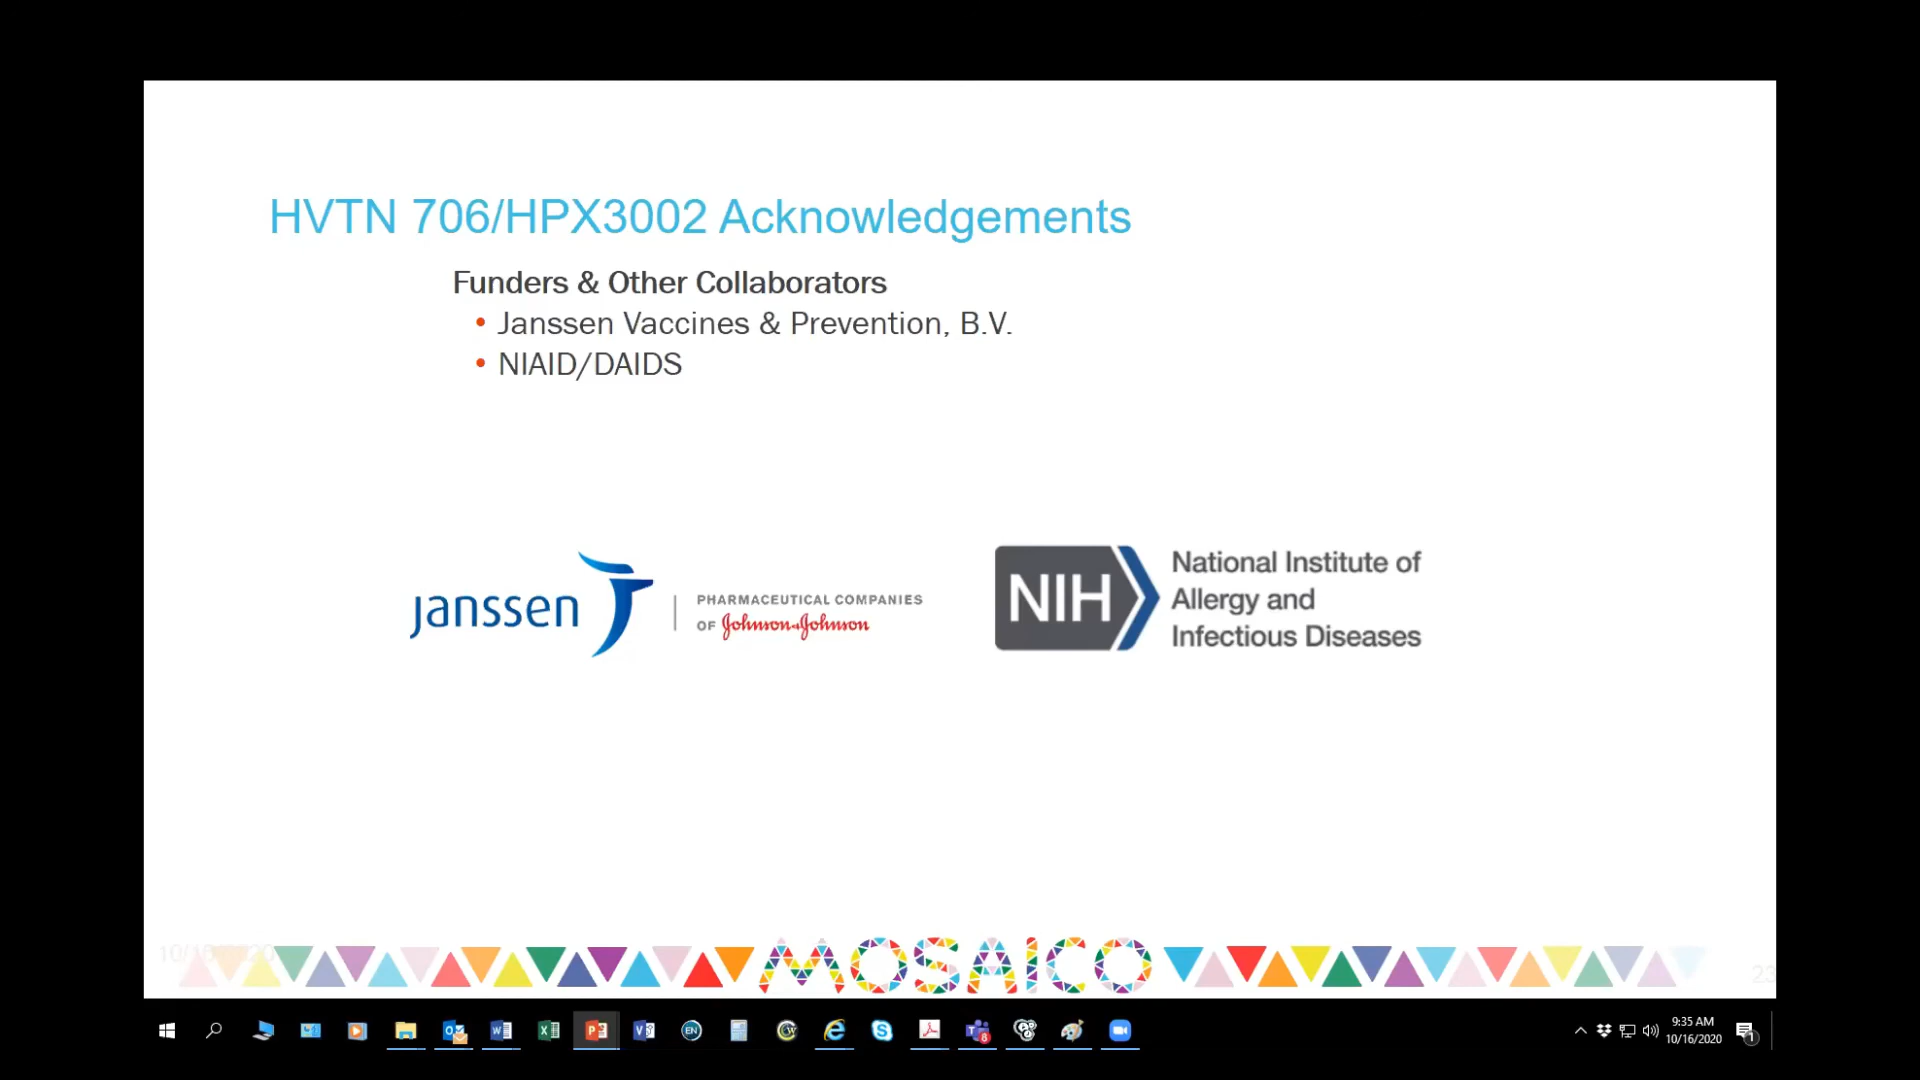 HVTN 706/HPX3002 Acknowledgements
Funders & Other Collaborators
• Janssen Vaccines & Prevention, B.V.
• NIAID/DAIDS
janssen
PHARMACEUTICAL COMPANIES
OF Johnson & Johnson
NIH
National Institute of
Allergy and
Infectious Diseases
MOSAICO
23
9:35 AM
10/16/2020